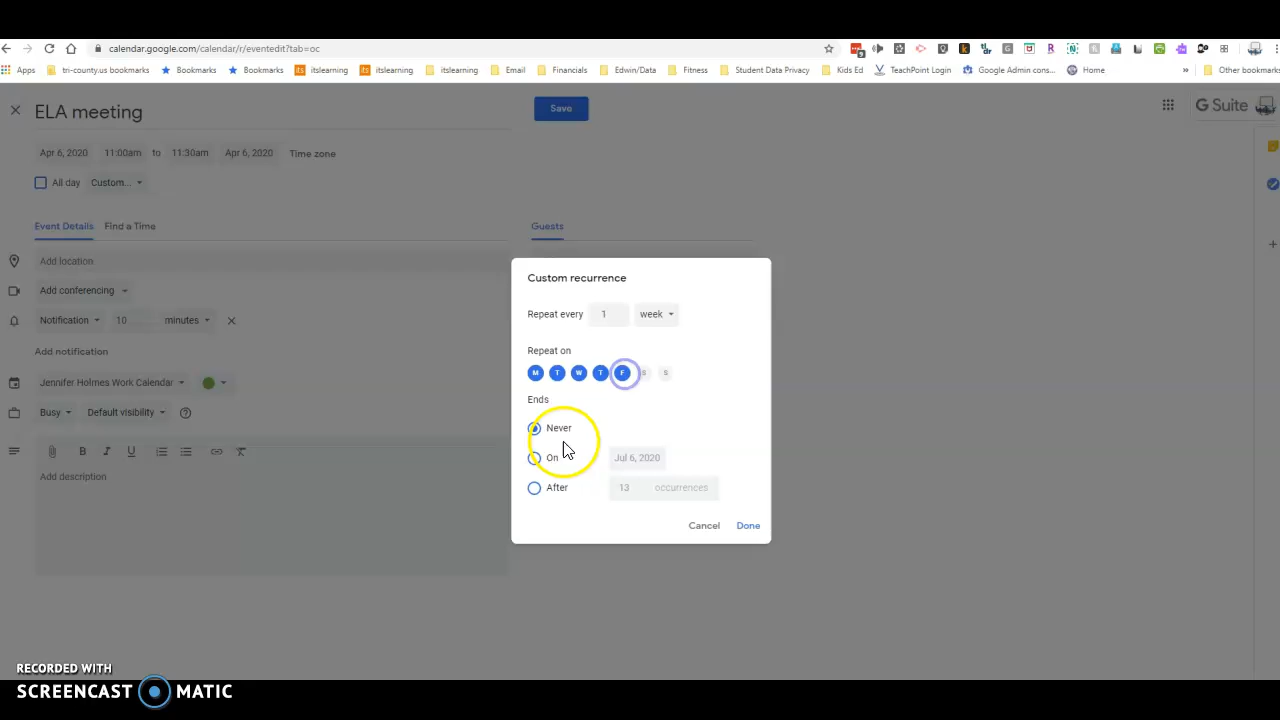 calendar.google.com/calendar/r/eventedit?tab=oc
Apps tri-county.us bookmarks Bookmarks Bookmarks itslearning itslearning itslearning Email Financials Edwin/Data Fitness Student Data Privacy Kids Ed TeachPoint Login Google Admin cons... Home » Other bookmarks
ELA meeting Save G Suite
Apr 6, 2020 11:00am to 11:30am Apr 6, 2020 Time zone
All day Custom...
Event Details Find a Time Guests
Add location
Add conferencing
Notification 10 minutes
Add notification
Jennifer Holmes Work Calendar
Busy Default visibility
B I U
Add description
Custom recurrence
Repeat every 1 week
Repeat on
M T W T F S S
Ends
Never
On Jul 6, 2020
After 13 occurrences
Cancel Done
RECORDED WITH
SCREENCAST MATIC